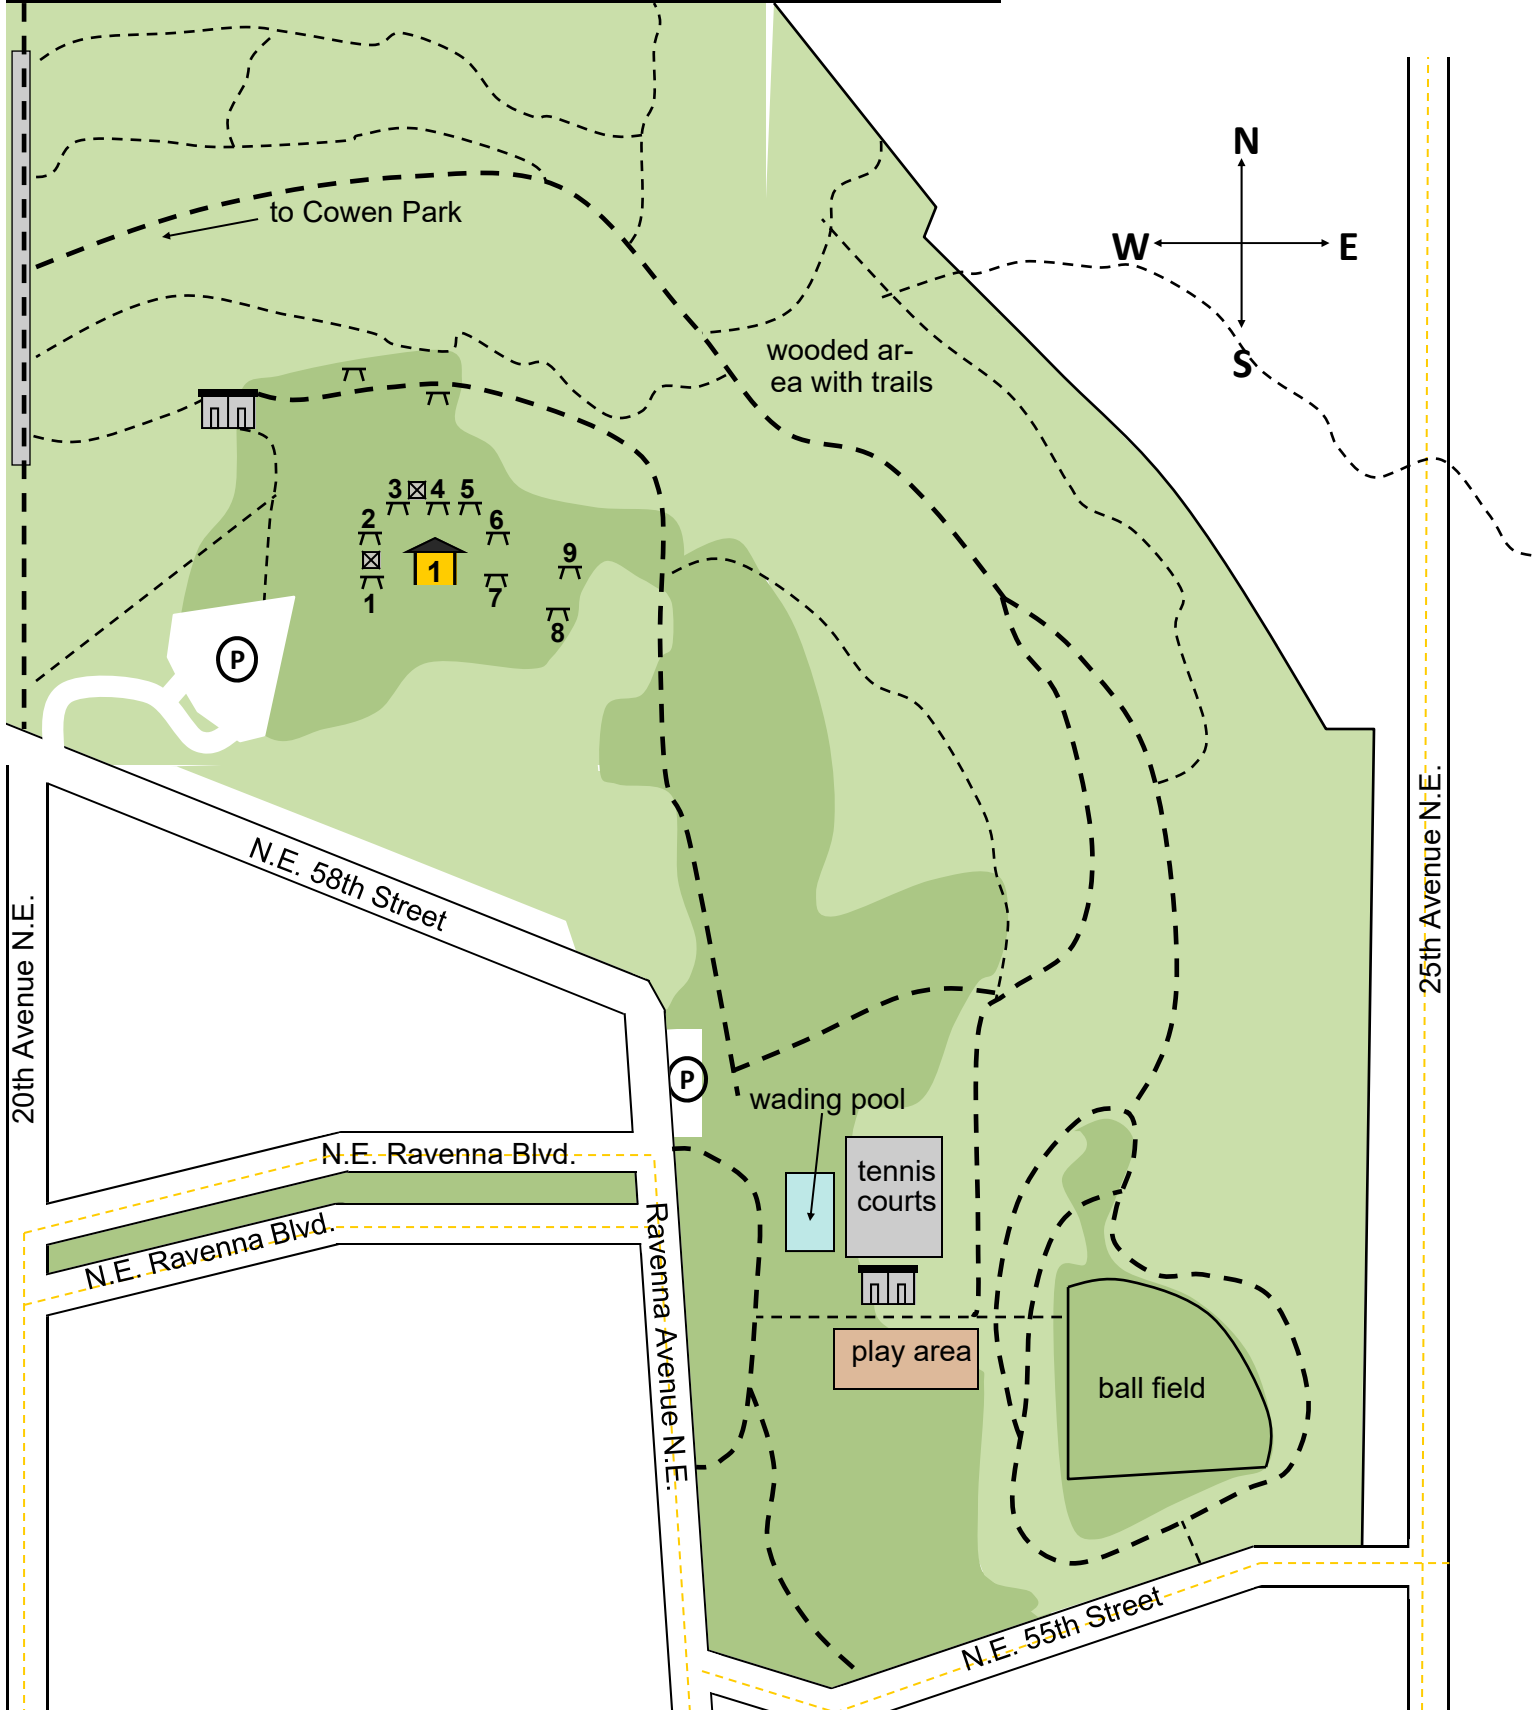 N
to Cowen Park
W
E
wooded ar-
ea with trails
S
3
4
5
2
6
9
1
1
7
8
P
N.E. 58th Street
20th Avenue N.E.
25th Avenue N.E.
P
wading pool
N.E. Ravenna Blvd.
tennis
courts
N.E. Ravenna Blvd.
Ravenna Avenue N.E.
play area
ball field
N.E. 55th Street